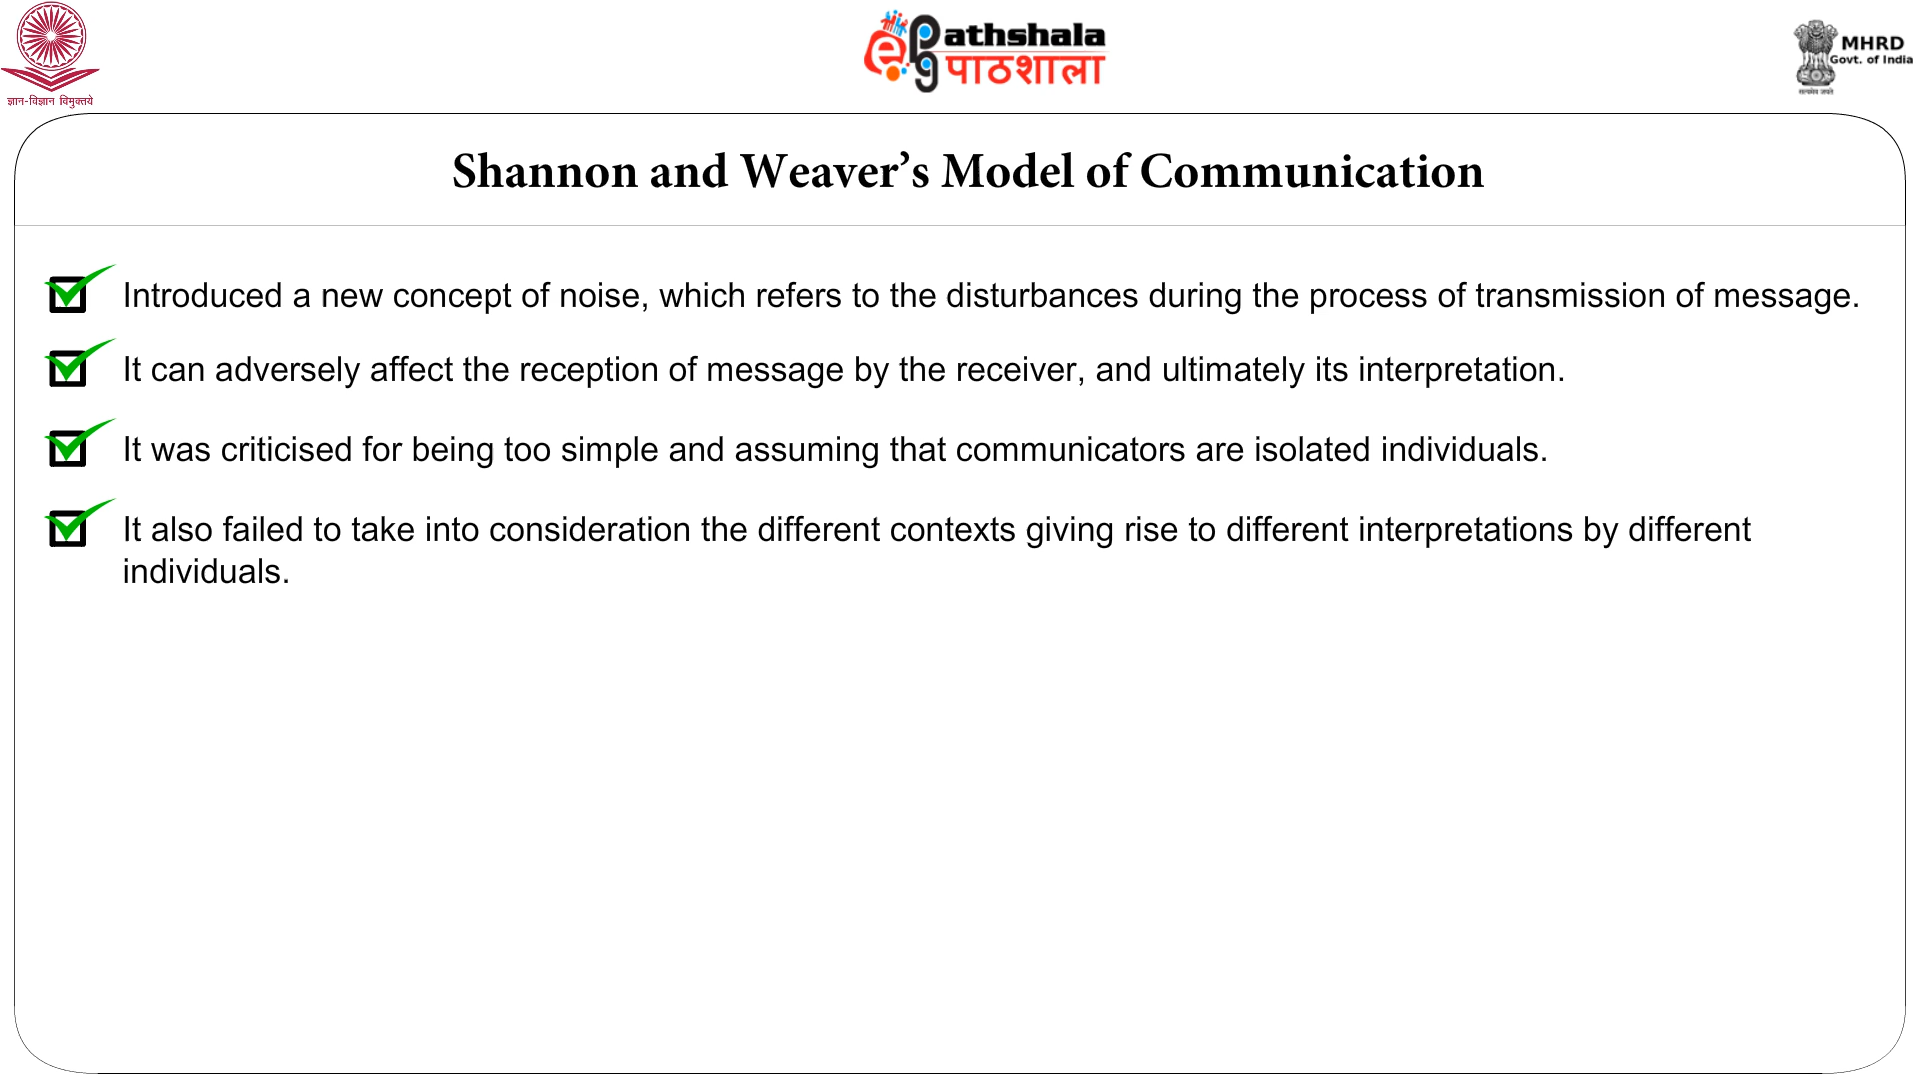 ज्ञान-विज्ञान विमुक्तये
ePg athshala
पाठशाला
MHRD
Govt. of India
सत्यमेव जयते
Shannon and Weaver’s Model of Communication
Introduced a new concept of noise, which refers to the disturbances during the process of transmission of message.
It can adversely affect the reception of message by the receiver, and ultimately its interpretation.
It was criticised for being too simple and assuming that communicators are isolated individuals.
It also failed to take into consideration the different contexts giving rise to different interpretations by different
individuals.